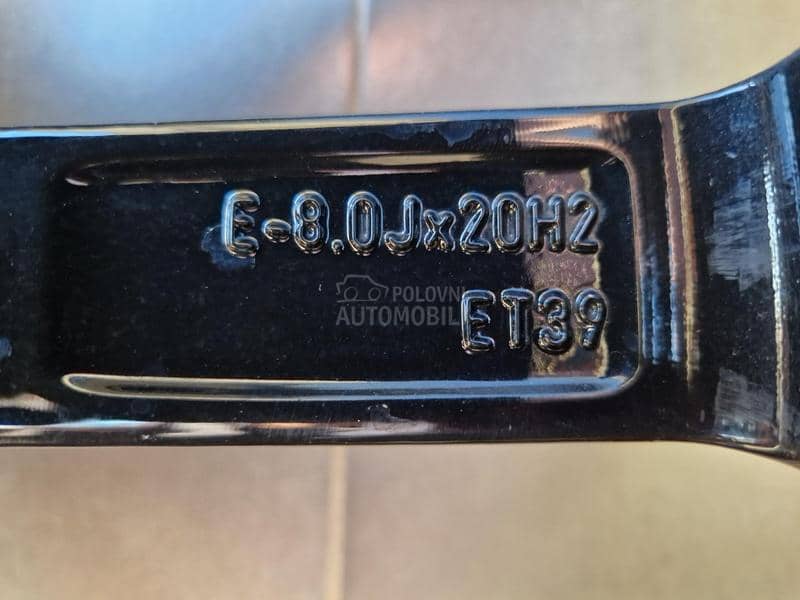 E-8.0Jx20H2
ET39
POLOVNI
AUTOMOBILI